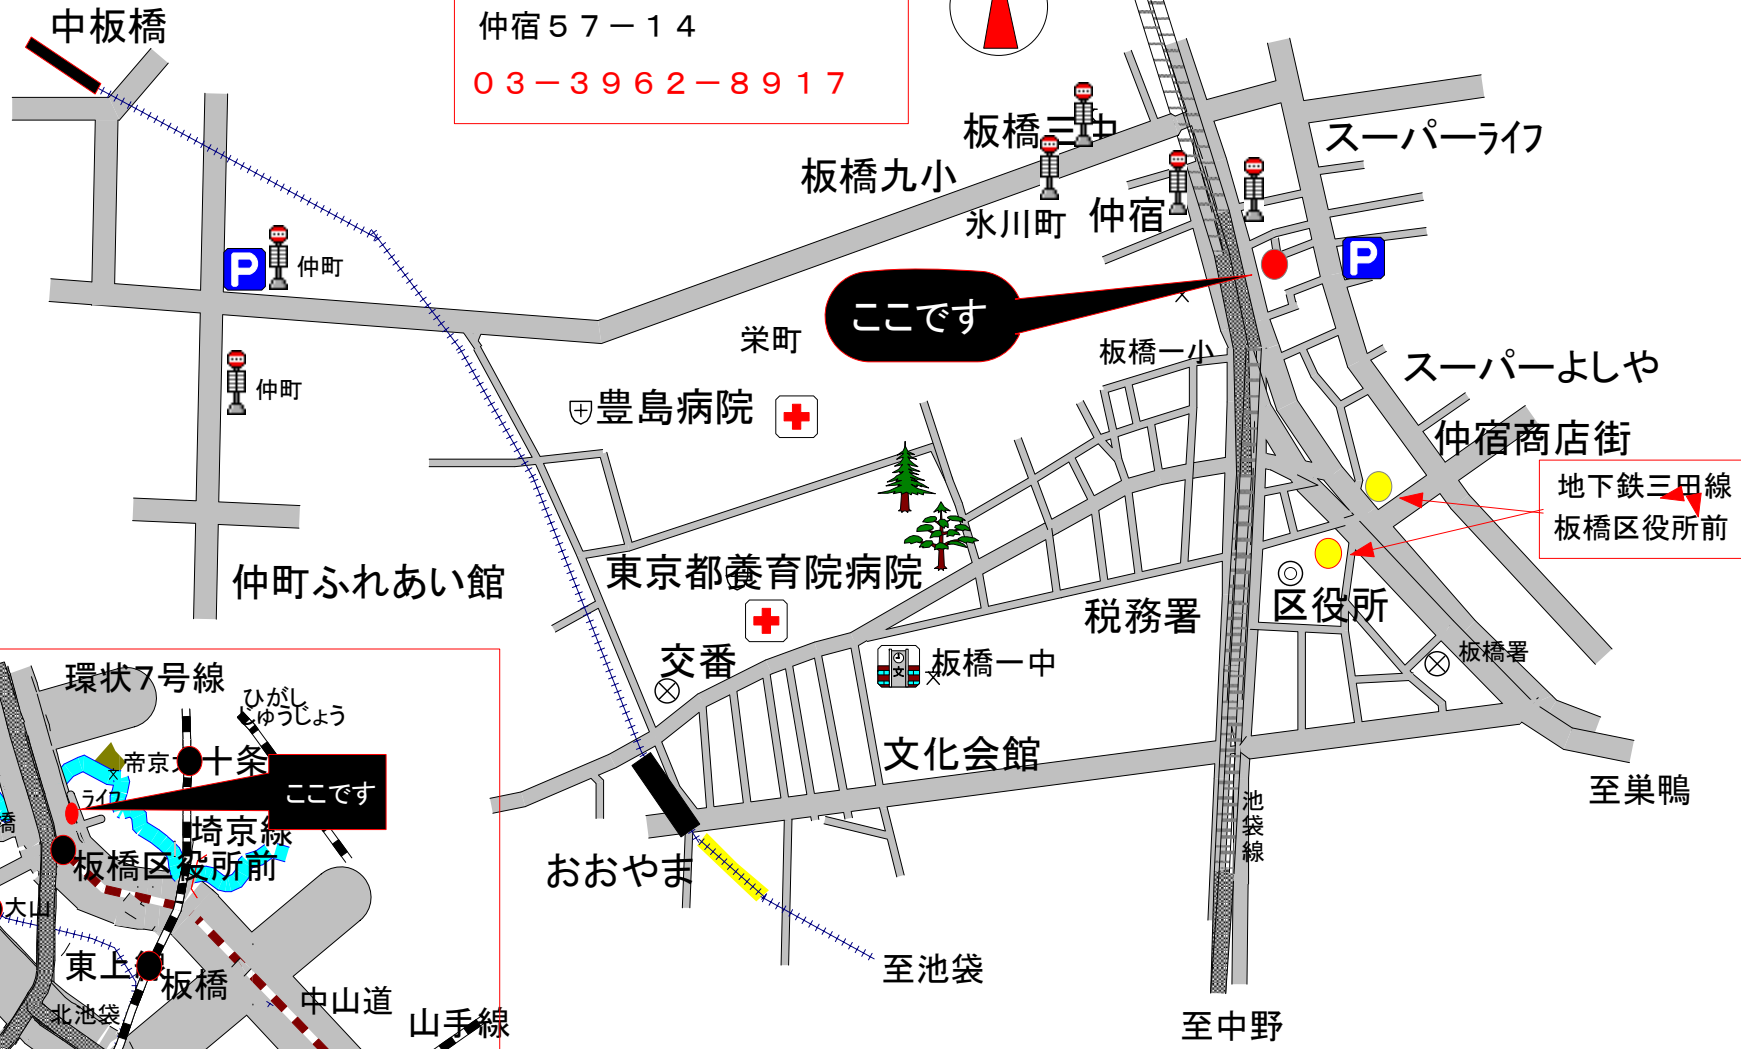 中板橋
仲宿57-14
03-3962-8917
板橋三中
スーパーライフ
板橋九小
氷川町
仲宿
P
仲町
P
ここです
栄町
板橋一小
仲町
スーパーよしや
豊島病院
仲宿商店街
地下鉄三田線
板橋区役所前
東京都養育院病院
仲町ふれあい館
区役所
税務署
交番
板橋一中
文
板橋署
文化会館
至巣鴨
池袋線
おおやま
至池袋
至中野
環状7号線
ひがし
じゅうじょう
帝京大
十条
ライフ
ここです
橋
埼京線
板橋区役所前
大山
東上線
板橋
中山道
北池袋
山手線